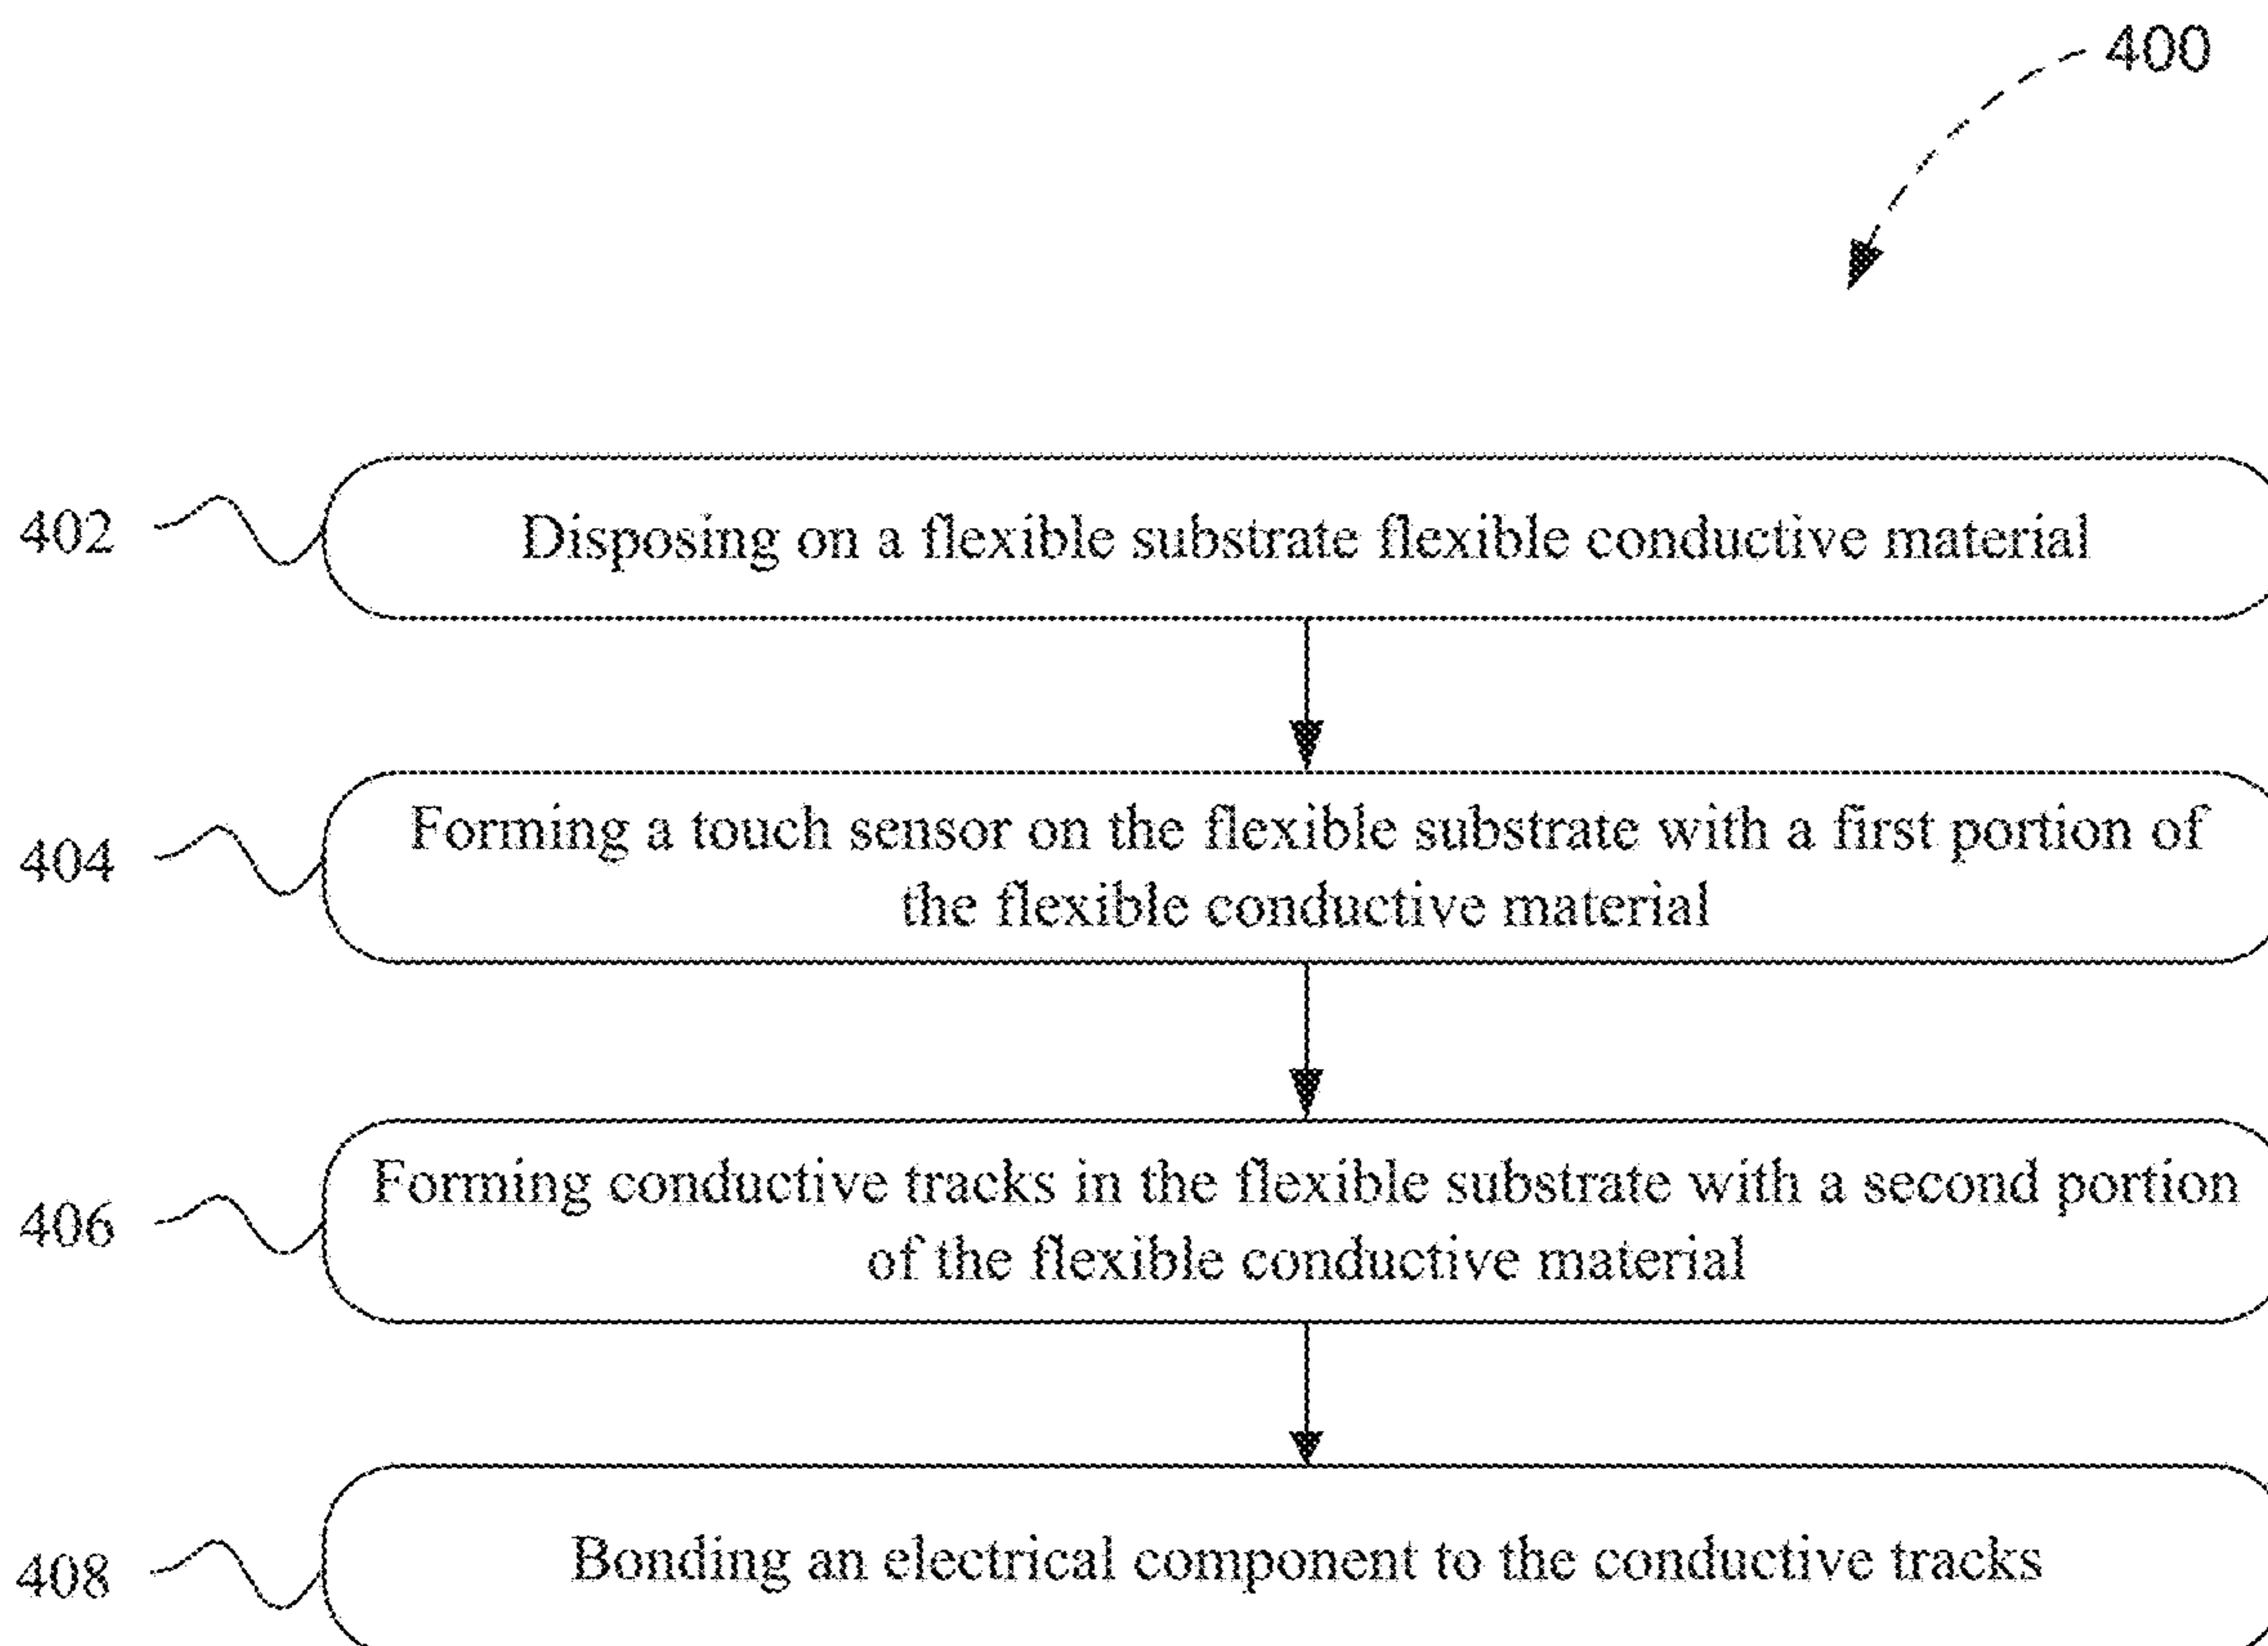 400
402
Disposing on a flexible substrate flexible conductive material
404
Forming a touch sensor on the flexible substrate with a first portion of
the flexible conductive material
406
Forming conductive tracks in the flexible substrate with a second portion
of the flexible conductive material
408
Bonding an electrical component to the conductive tracks